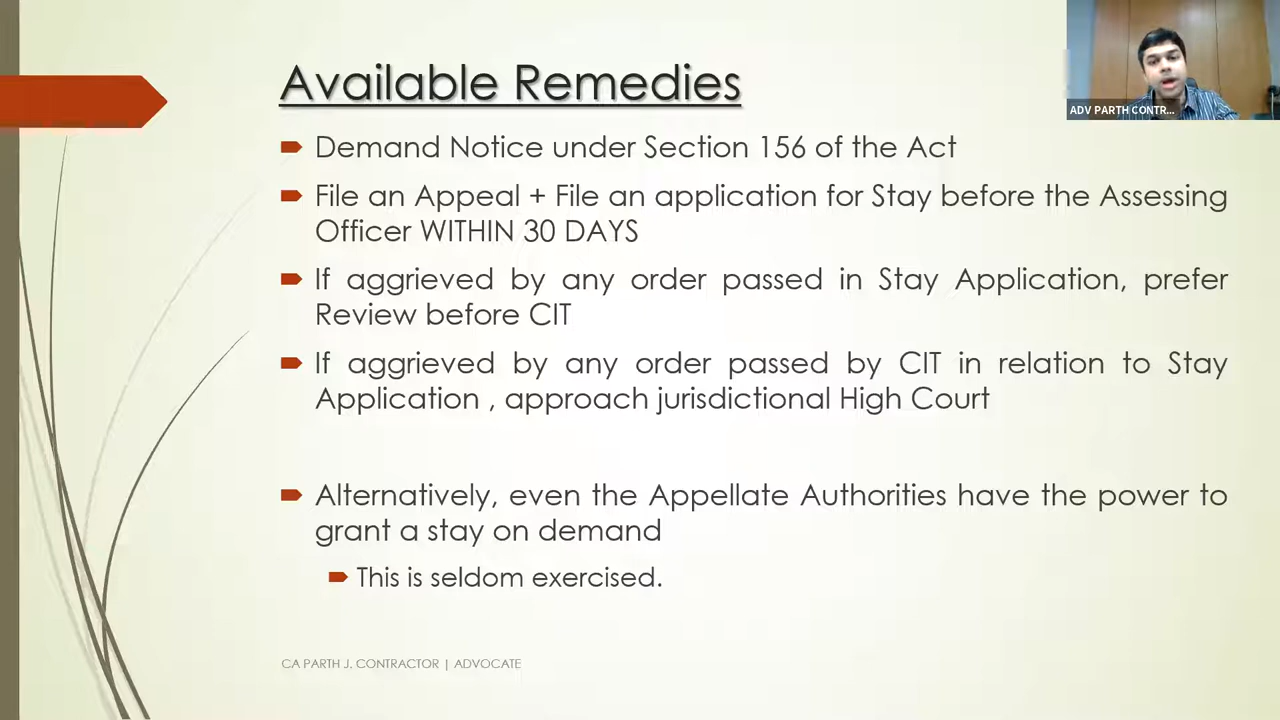 Available Remedies
ADV PARTH CONTR...
Demand Notice under Section 156 of the Act
File an Appeal + File an application for Stay before the Assessing
Officer WITHIN 30 DAYS
If aggrieved by any order passed in Stay Application, prefer
Review before CIT
If aggrieved by any order passed by CIT in relation to Stay
Application , approach jurisdictional High Court
Alternatively, even the Appellate Authorities have the power to
grant a stay on demand
This is seldom exercised.
CA PARTH J. CONTRACTOR | ADVOCATE